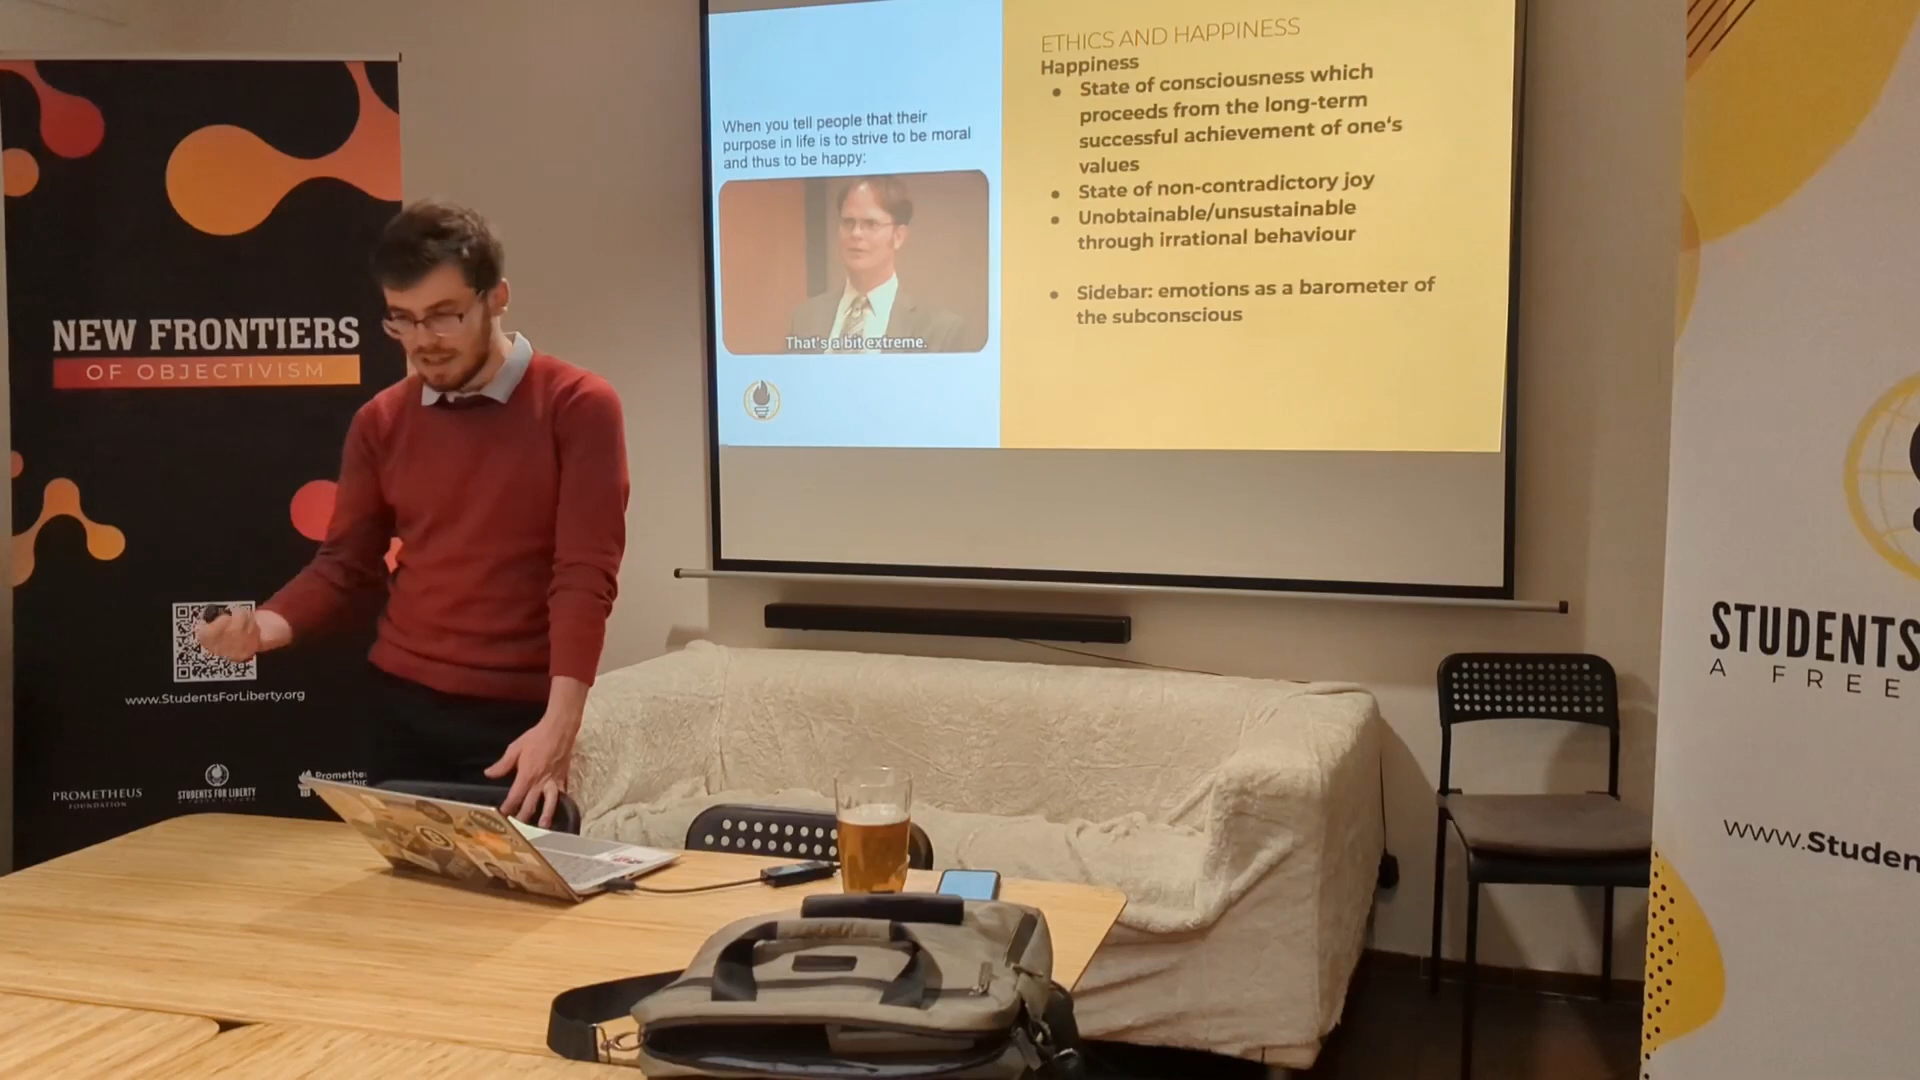 NEW FRONTIERS
OF OBJECTIVISM
www.StudentsForLiberty.org
PROMETHEUS
FOUNDATION
STUDENTS FOR LIBERTY
When you tell people that their
purpose in life is to strive to be moral
and thus to be happy:
That's a bit extreme.
ETHICS AND HAPPINESS
Happiness
• State of consciousness which
proceeds from the long-term
successful achievement of one's
values
• State of non-contradictory joy
• Unobtainable/unsustainable
through irrational behaviour
• Sidebar: emotions as a barometer of
the subconscious
STUDENTS
A FREE
www.Studen